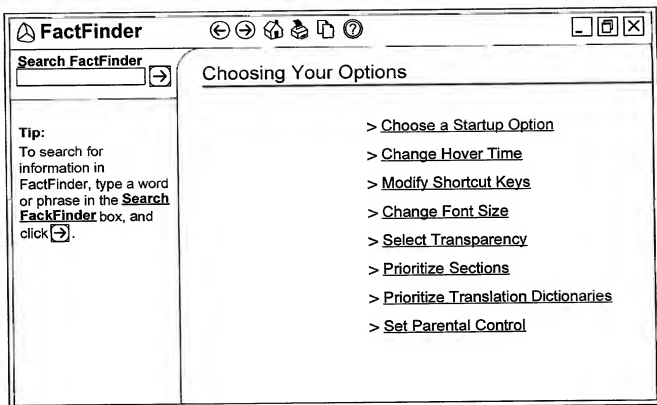 FactFinder
Search FactFinder
Choosing Your Options
Tip:
To search for
information in
FactFinder, type a word
or phrase in the Search
FackFinder box, and
click .
> Choose a Startup Option
> Change Hover Time
> Modify Shortcut Keys
> Change Font Size
> Select Transparency
> Prioritize Sections
> Prioritize Translation Dictionaries
> Set Parental Control